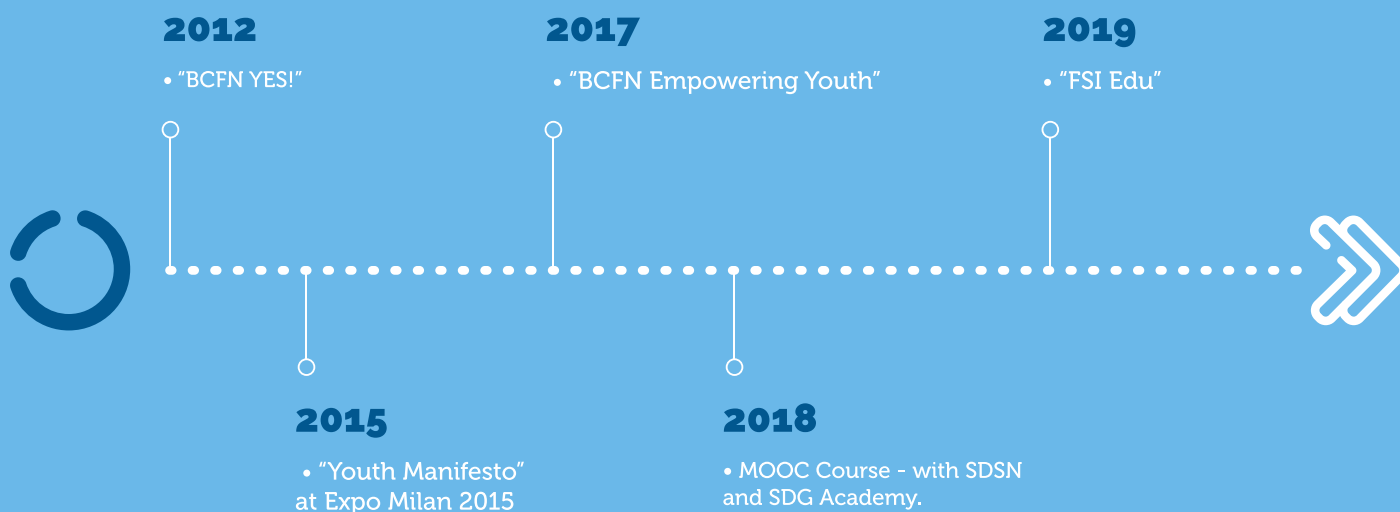 2012
• "BCFN YES!"
2017
• "BCFN Empowering Youth"
2019
• "FSI Edu"
2015
• "Youth Manifesto"
at Expo Milan 2015
2018
• MOOC Course - with SDSN
and SDG Academy.